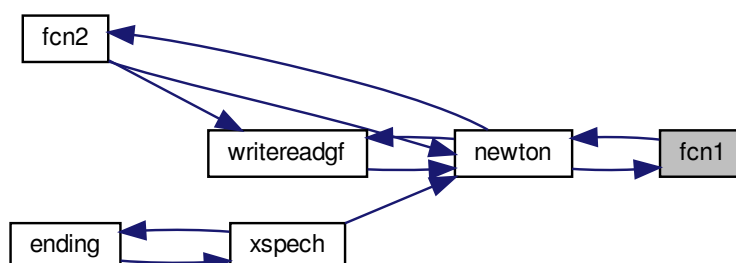 fcn2
writereadgf
newton
fcn1
ending
xspech